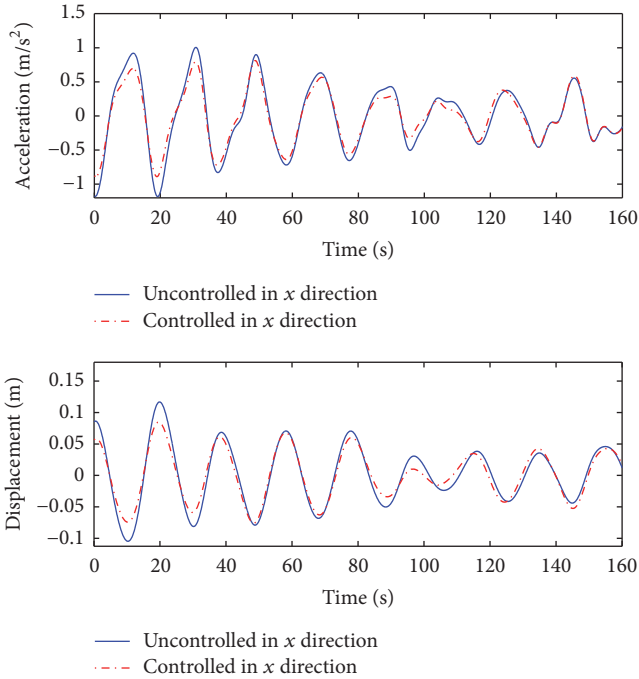 1.5
1
0.5
0
−0.5
−1
Acceleration (m/s²)
0 20 40 60 80 100 120 140 160
Time (s)
Uncontrolled in x direction
Controlled in x direction
0.15
0.1
0.05
0
−0.05
−0.1
Displacement (m)
0 20 40 60 80 100 120 140 160
Time (s)
Uncontrolled in x direction
Controlled in x direction